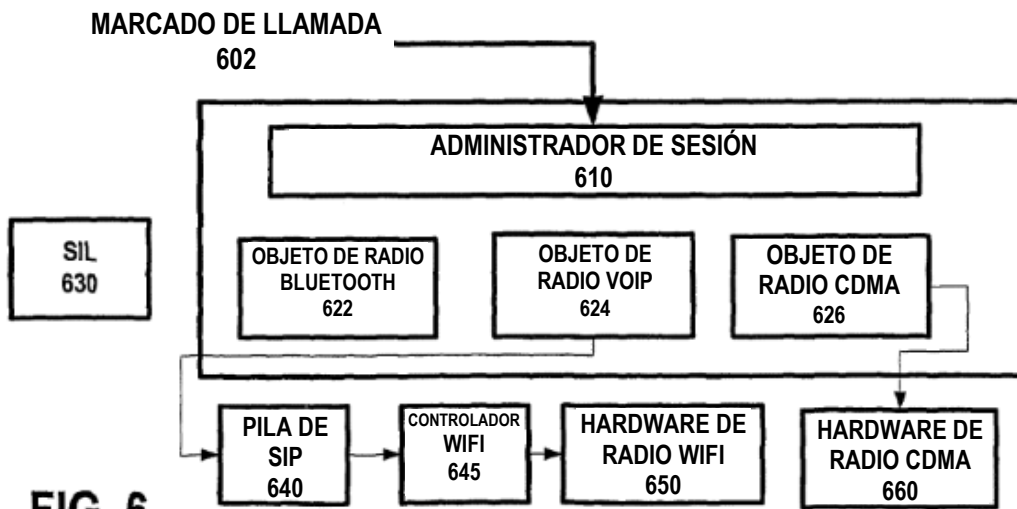 MARCADO DE LLAMADA
602
ADMINISTRADOR DE SESIÓN
610
SIL
630
OBJETO DE RADIO
BLUETOOTH
622
OBJETO DE
RADIO VOIP
624
OBJETO DE
RADIO CDMA
626
PILA DE
SIP
640
CONTROLADOR
WIFI
645
HARDWARE DE
RADIO WIFI
650
HARDWARE DE
RADIO CDMA
660
FIG. 6